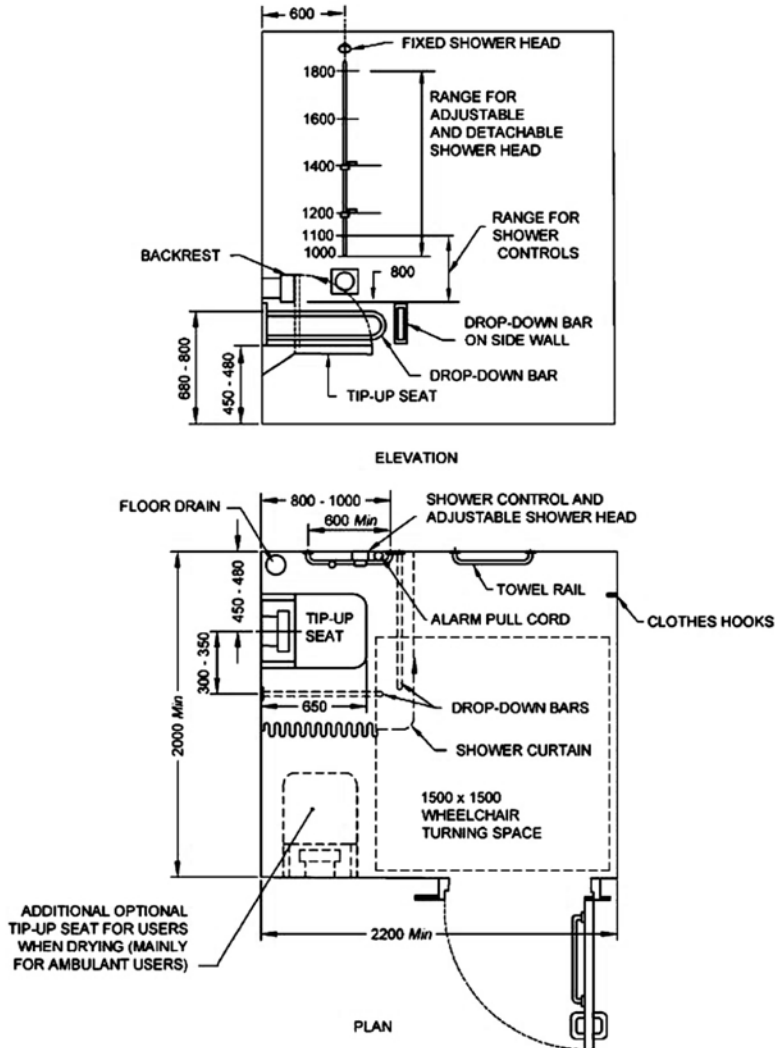 600
FIXED SHOWER HEAD
1800
RANGE FOR
ADJUSTABLE
AND DETACHABLE
SHOWER HEAD
1600
1400
1200
1100
1000
RANGE FOR
SHOWER
CONTROLS
BACKREST
800
DROP-DOWN BAR
ON SIDE WALL
680 - 800
450 - 480
DROP-DOWN BAR
TIP-UP SEAT
ELEVATION
FLOOR DRAIN
800 - 1000
600 Min
SHOWER CONTROL AND
ADJUSTABLE SHOWER HEAD
450 - 480
TOWEL RAIL
ALARM PULL CORD
CLOTHES HOOKS
TIP-UP
SEAT
300 - 350
650
DROP-DOWN BARS
2000 Min
SHOWER CURTAIN
1500 x 1500
WHEELCHAIR
TURNING SPACE
ADDITIONAL OPTIONAL
TIP-UP SEAT FOR USERS
WHEN DRYING (MAINLY
FOR AMBULANT USERS)
2200 Min
PLAN